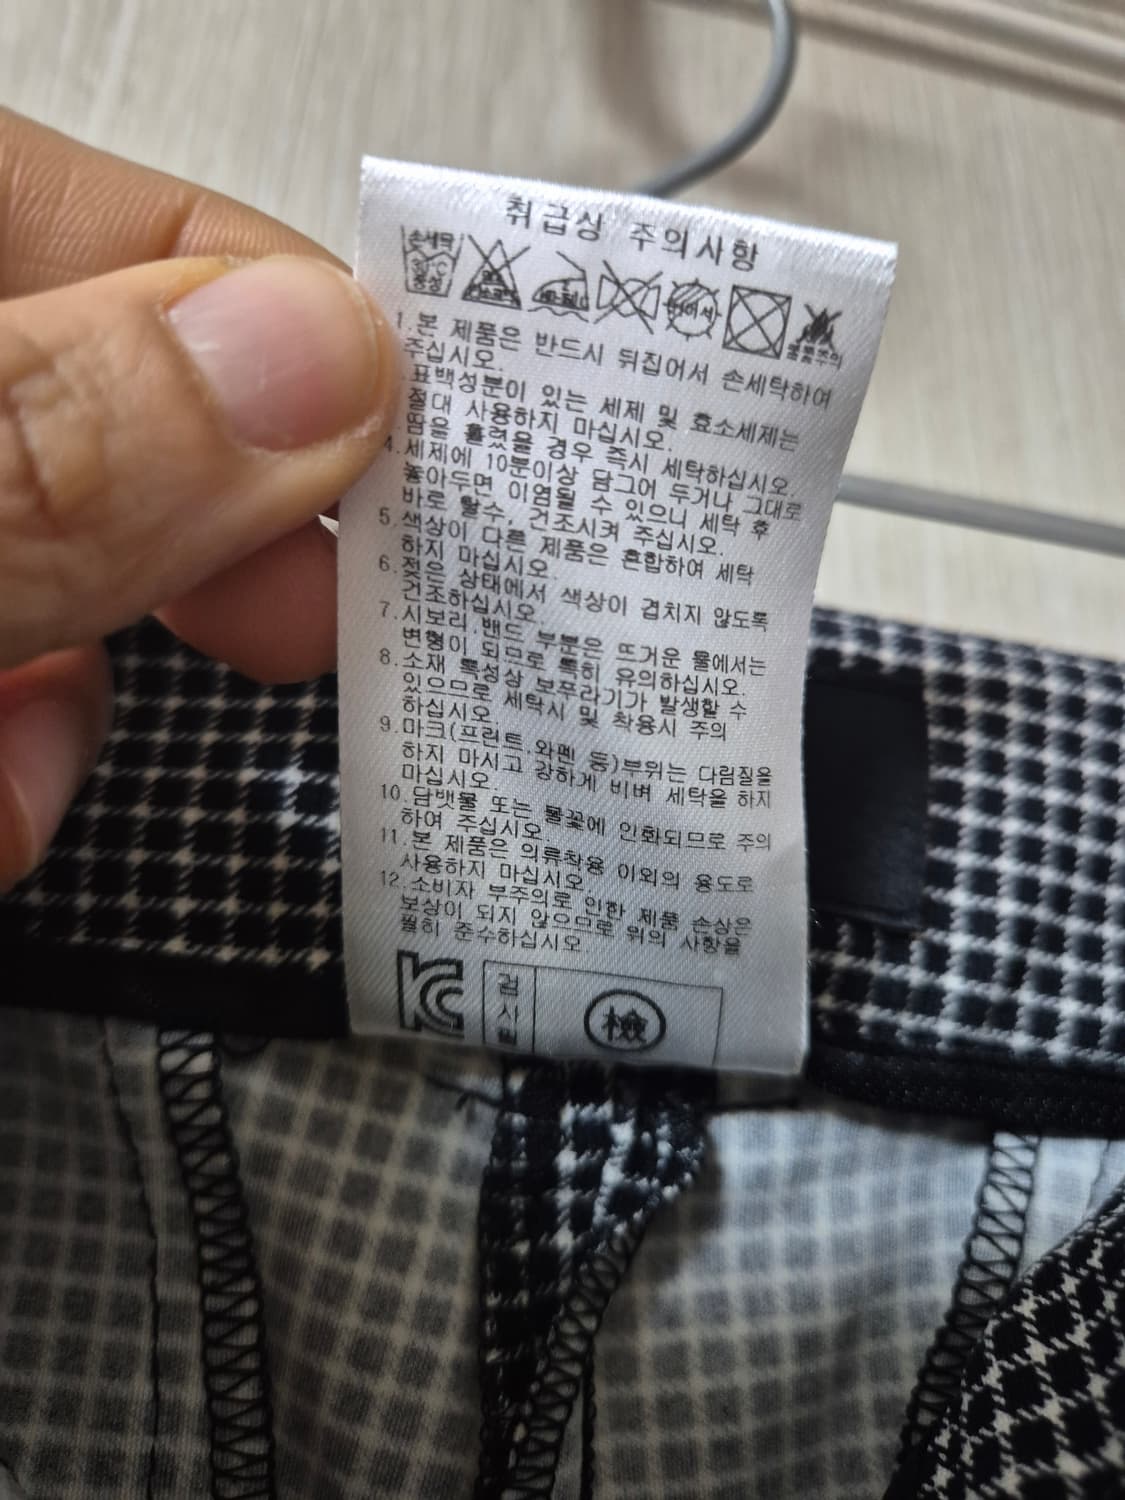 취급상 주의사항
손세탁
30°C
중성
1.본 제품은 반드시 뒤집어서 손세탁하여
주십시오.
표백성분이 있는 세제 및 효소세제는
절대 사용하지 마십시오.
땀을 흘렸을 경우 즉시 세탁하십시오.
4.세제에 10분이상 담그어 두거나 그대로
놓아두면 이염될 수 있으니 세탁 후
바로 탈수, 건조시켜 주십시오.
5.색상이 다른 제품은 혼합하여 세탁
하지 마십시오.
6.젖은 상태에서 색상이 겹치지 않도록
건조하십시오.
7.시보리.밴드 부분은 뜨거운 물에서는
변형이 되므로 특히 유의하십시오.
8.소재 특성상 보푸라기가 발생할 수
있으므로 세탁시 및 착용시 주의
하십시오.
9.마크(프린트.와펜 등)부위는 다림질을
하지 마시고 강하게 비벼 세탁을 하지
마십시오.
10.담뱃물 또는 불꽃에 인화되므로 주의
하여 주십시오.
11.본 제품은 의류착용 이외의 용도로
사용하지 마십시오.
12.소비자 부주의로 인한 제품 손상은
보상이 되지 않으므로 위의 사항을
필히 준수하십시오
KC
검사필
檢